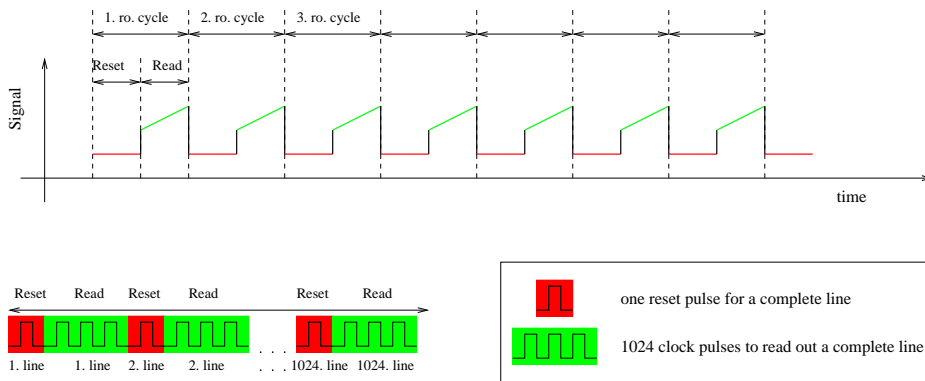 1. ro. cycle 2. ro. cycle 3. ro. cycle
Reset Read
Signal
time
Reset Read Reset Read Reset Read
1. line 1. line 2. line 2. line . . . 1024. line 1024. line
one reset pulse for a complete line
1024 clock pulses to read out a complete line